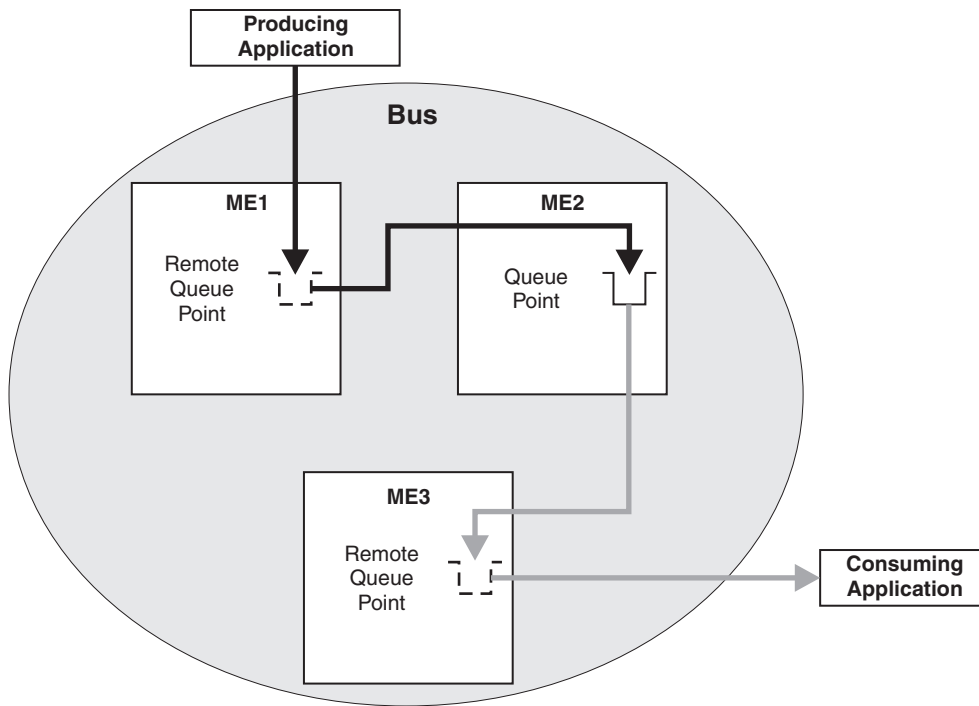 Producing
Application
Bus
ME1
Remote
Queue
Point
ME2
Queue
Point
ME3
Remote
Queue
Point
Consuming
Application